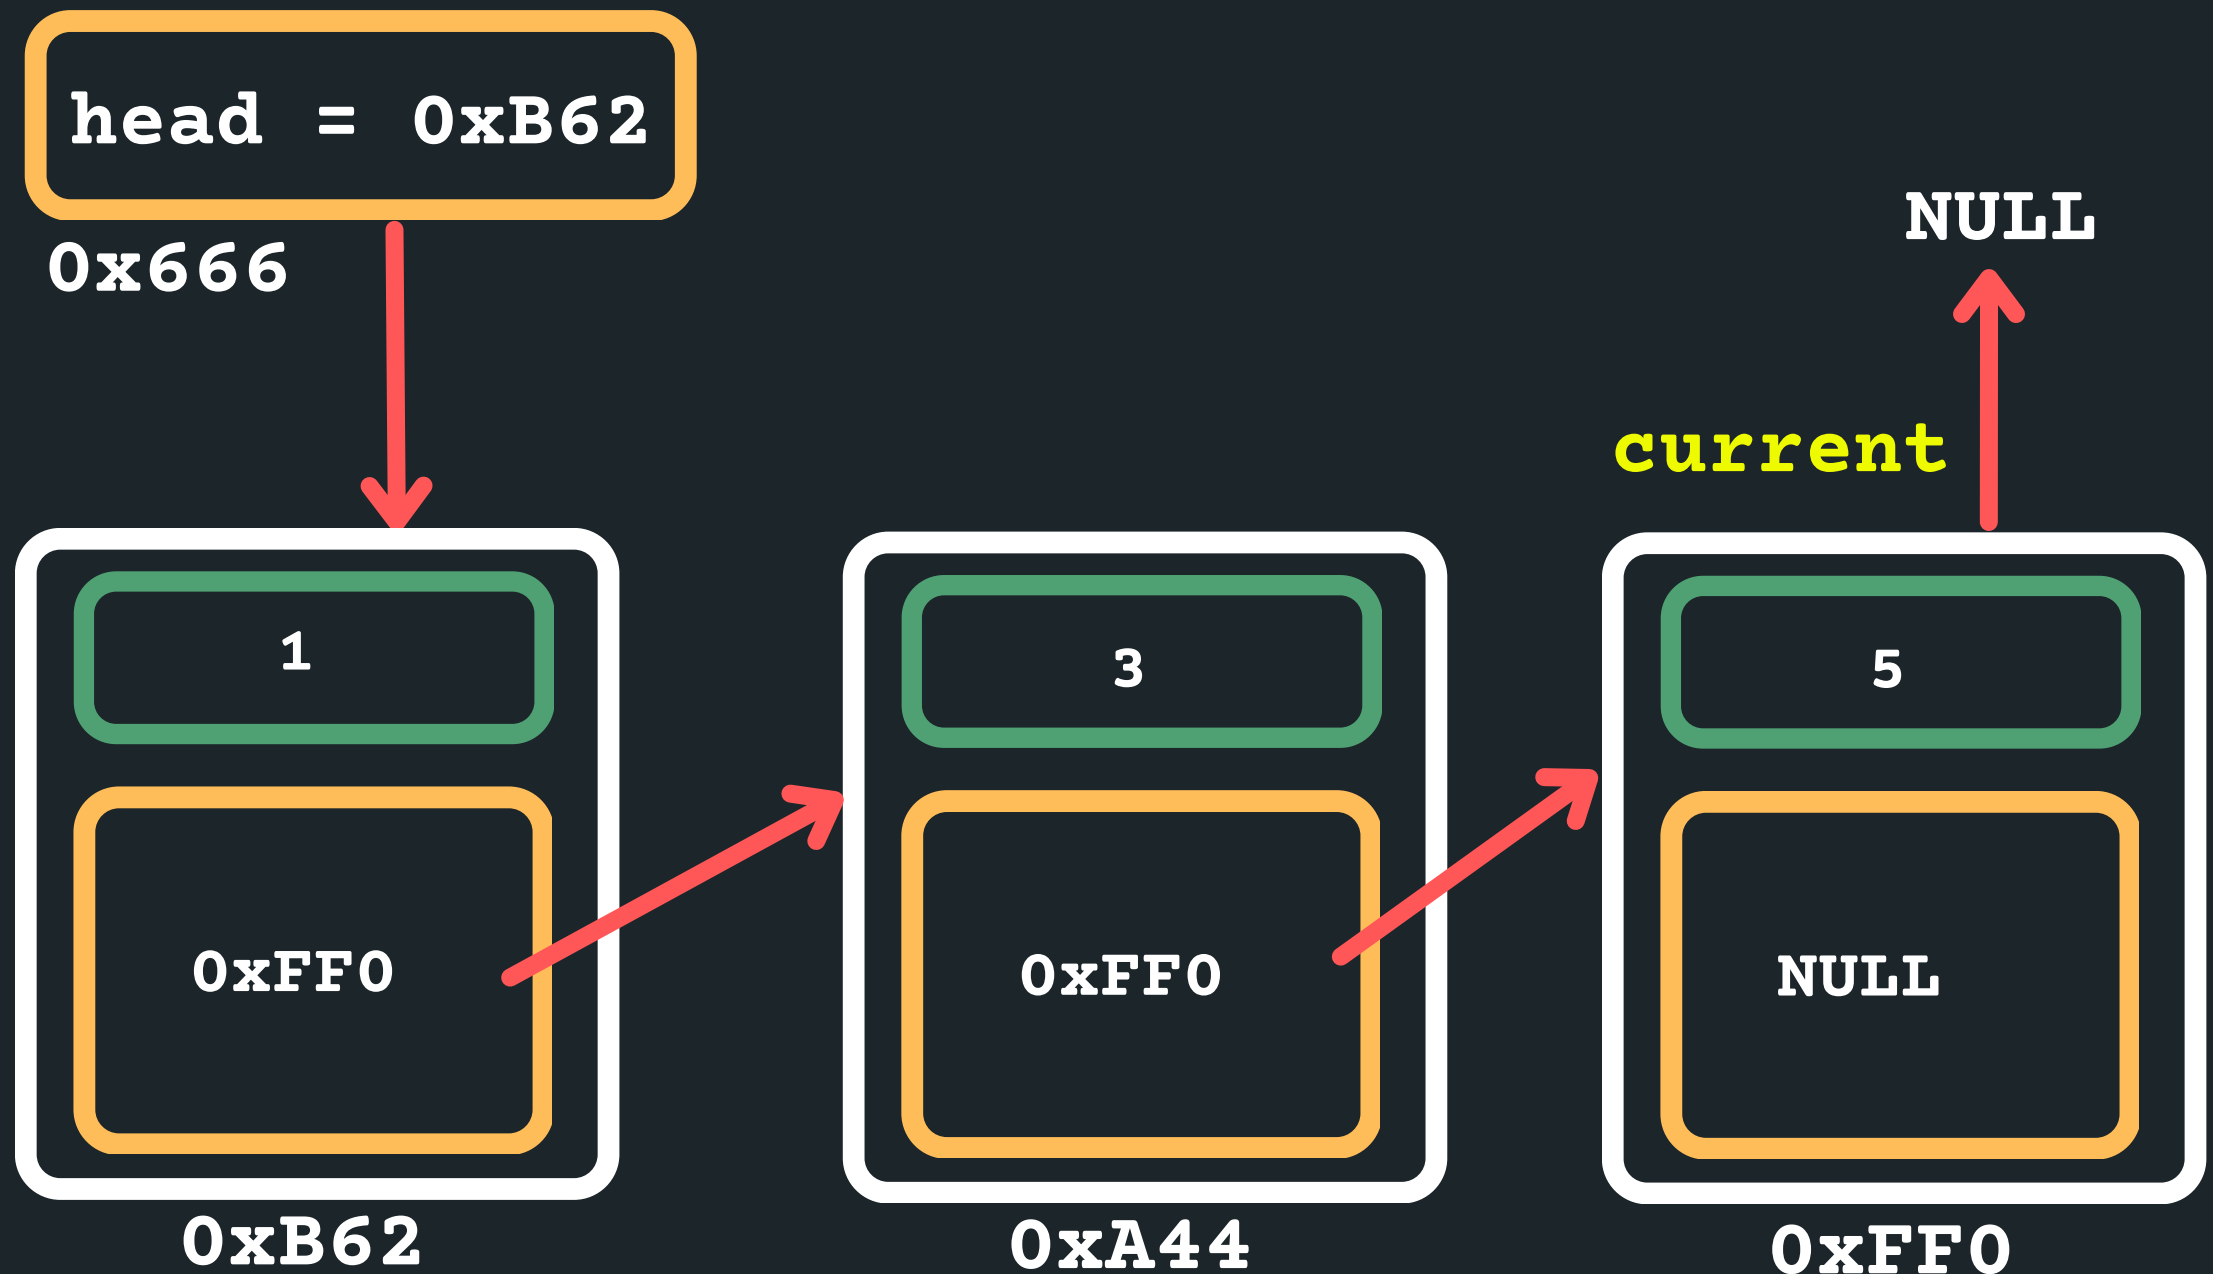 head = 0xB62
0x666
NULL
current
1
3
5
0xFF0
0xFF0
NULL
0xB62
0xA44
0xFF0